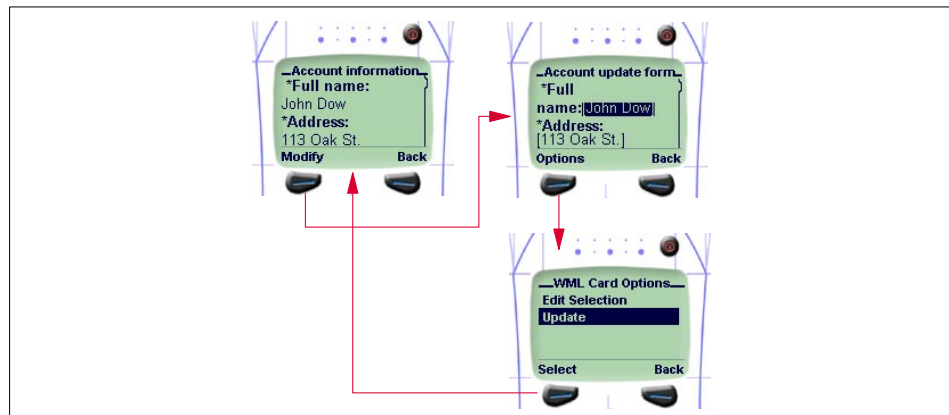 Account information
*Full name:
John Dow
*Address:
113 Oak St.
Modify Back
Account update form
*Full
name:[John Dow]
*Address:
[113 Oak St.]
Options Back
WML Card Options
Edit Selection
Update
Select Back